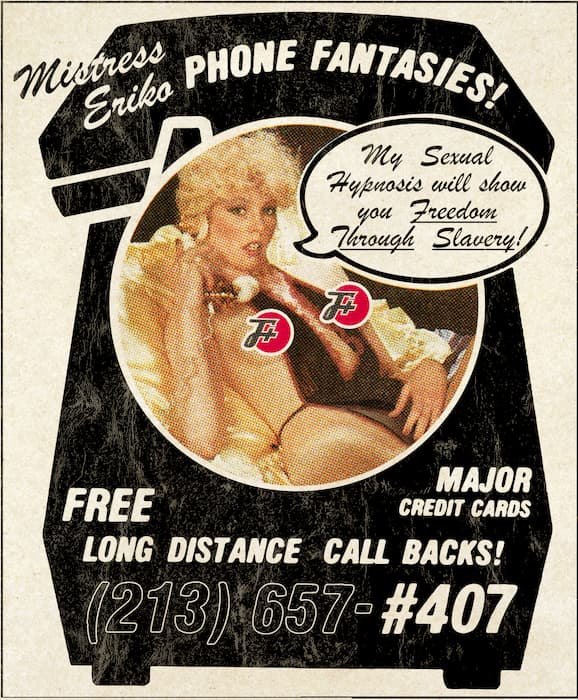 Mistress
Eriko
PHONE FANTASIES!
My Sexual
Hypnosis will show
you Freedom
Through Slavery!
FREE
MAJOR
CREDIT CARDS
LONG DISTANCE CALL BACKS!
(213) 657-#407